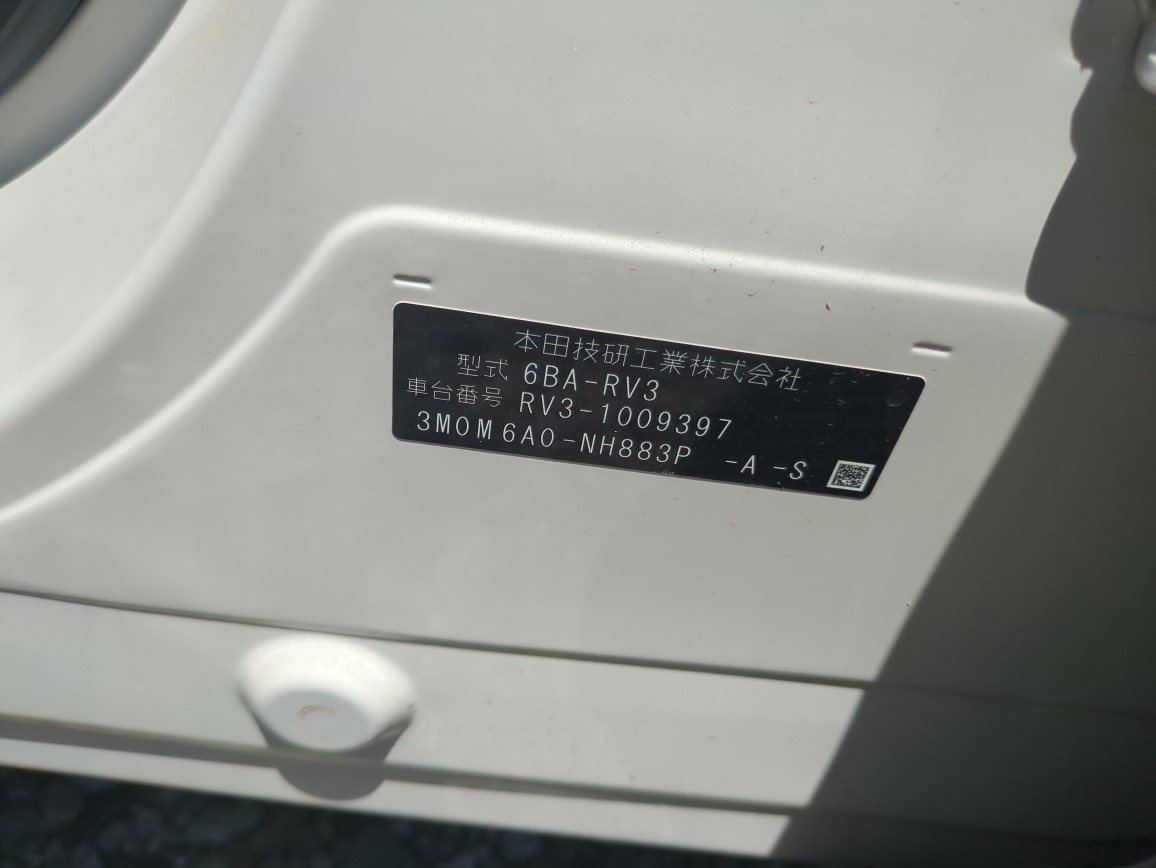 本田技研工業株式会社
型式 6BA-RV3
車台番号 RV3-1009397
3M0M6A0-NH883P -A -S